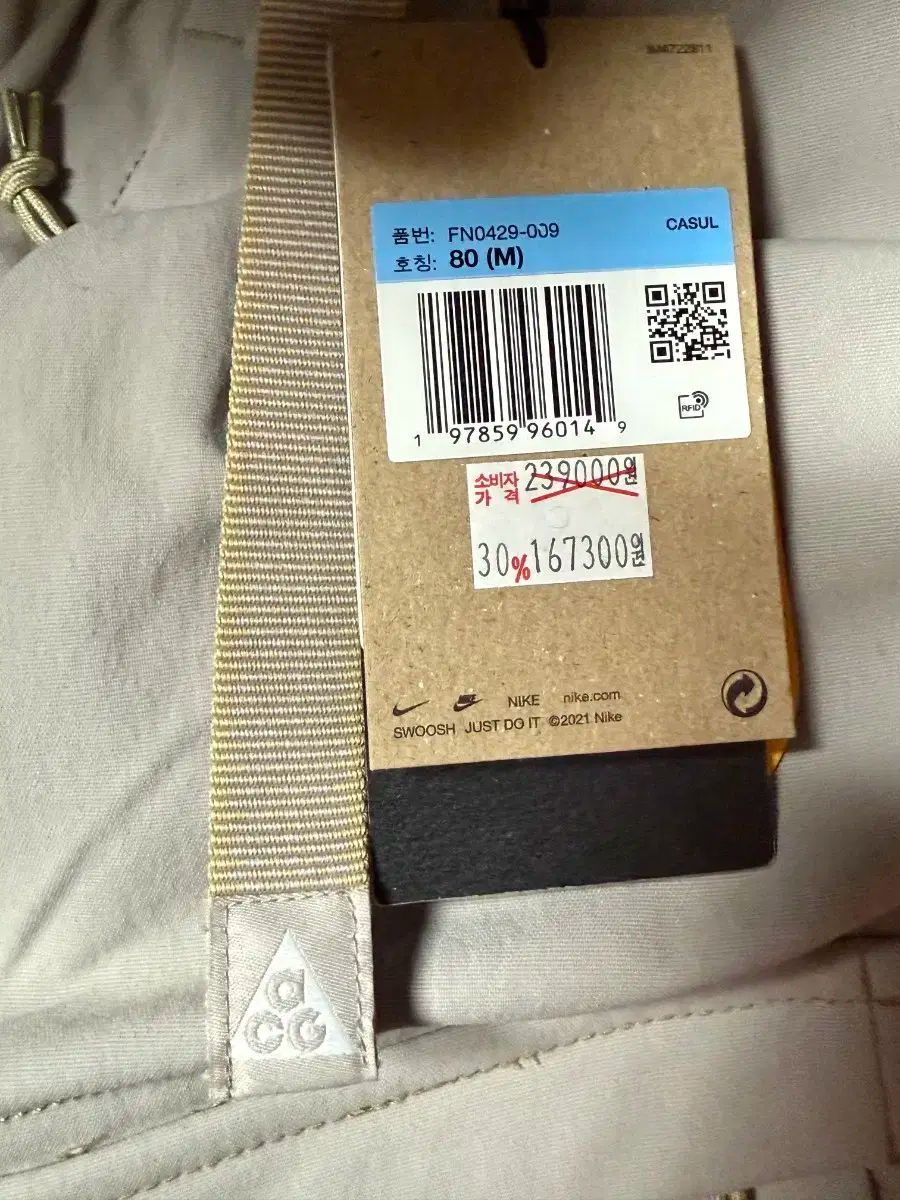 품번: FN0429-009
CASUL
호칭: 80 (M)
1 97859 96014 9
RFID
소비자 가격 239000원
30% 167300원
NIKE nike.com
SWOOSH JUST DO IT ©2021 Nike
acg